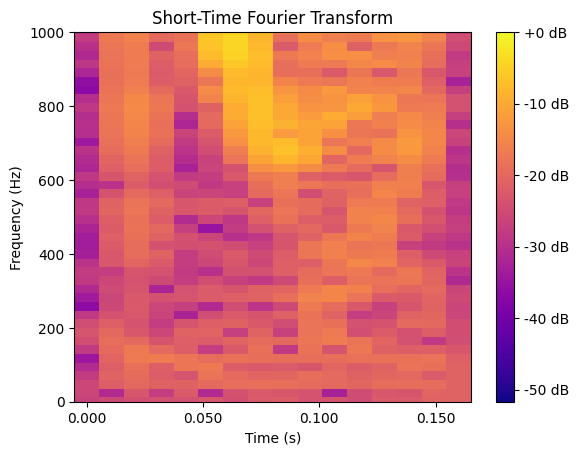 Short-Time Fourier Transform
1000
800
600
400
200
0
Frequency (Hz)
0.000
0.050
0.100
0.150
Time (s)
+0 dB
-10 dB
-20 dB
-30 dB
-40 dB
-50 dB